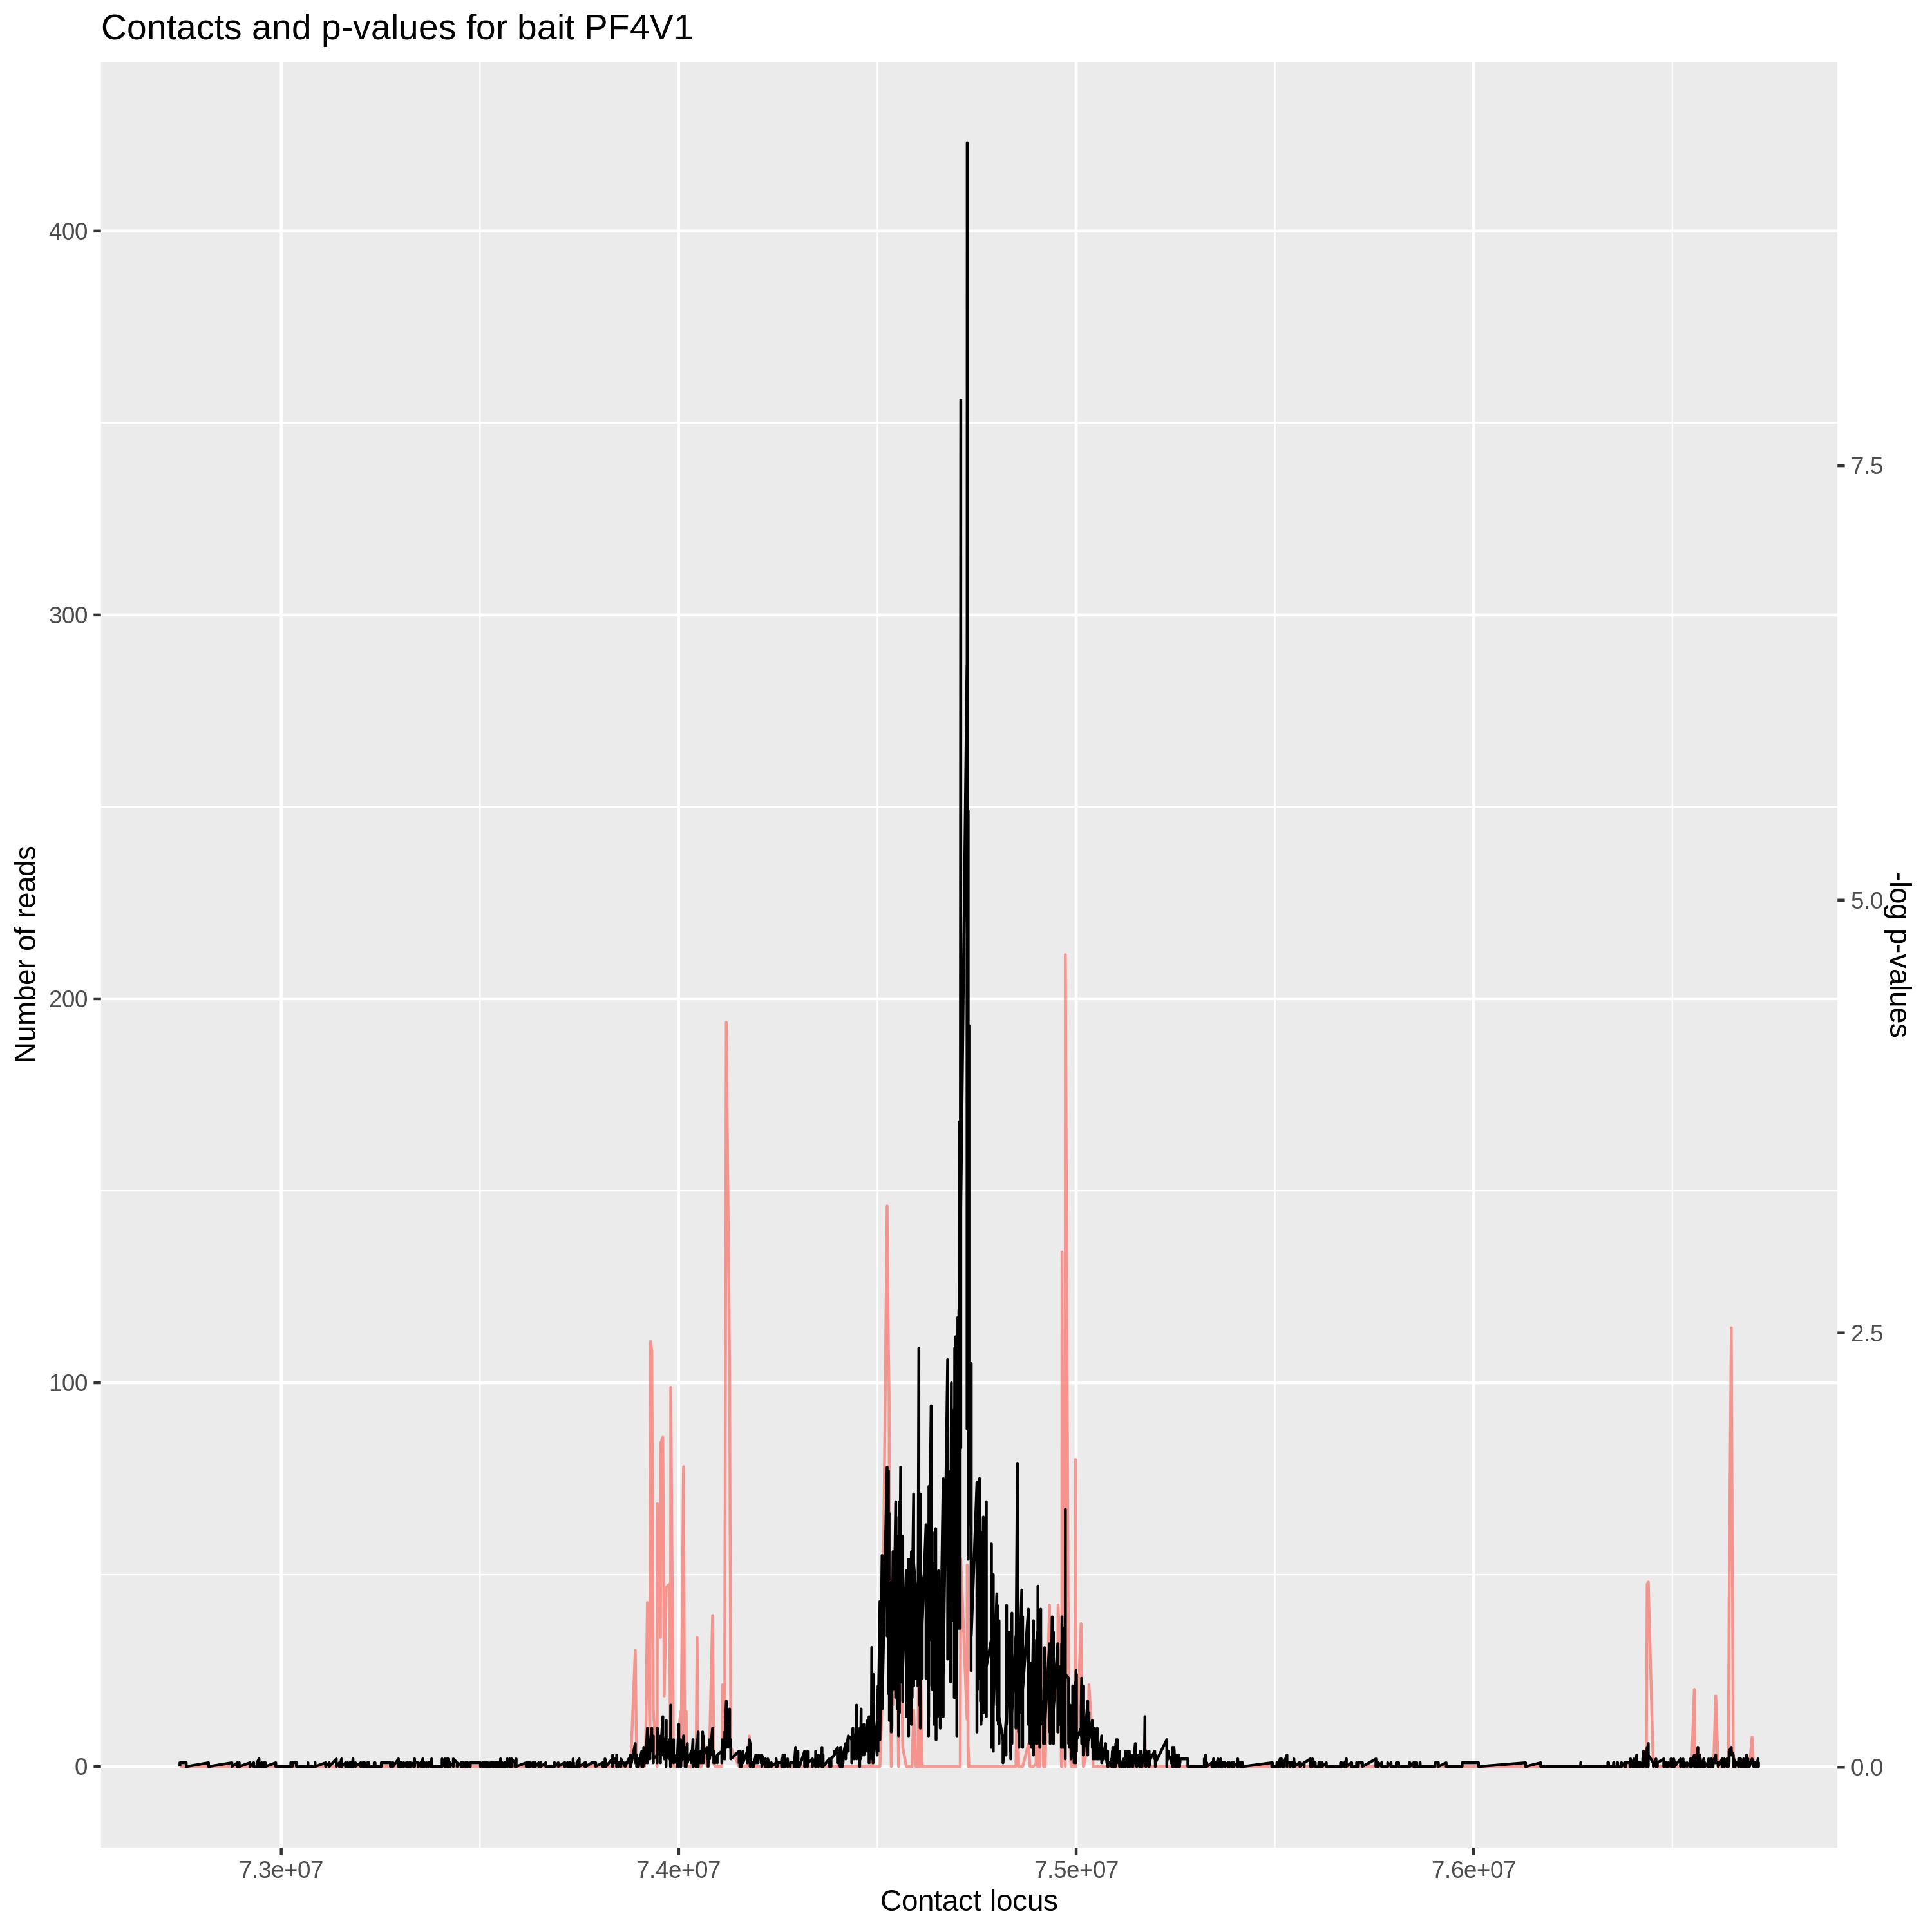 Contacts and p-values for bait PF4V1
400
300
200
100
0
Number of reads
7.5
5.0
2.5
0.0
-log p-values
7.3e+07
7.4e+07
7.5e+07
7.6e+07
Contact locus